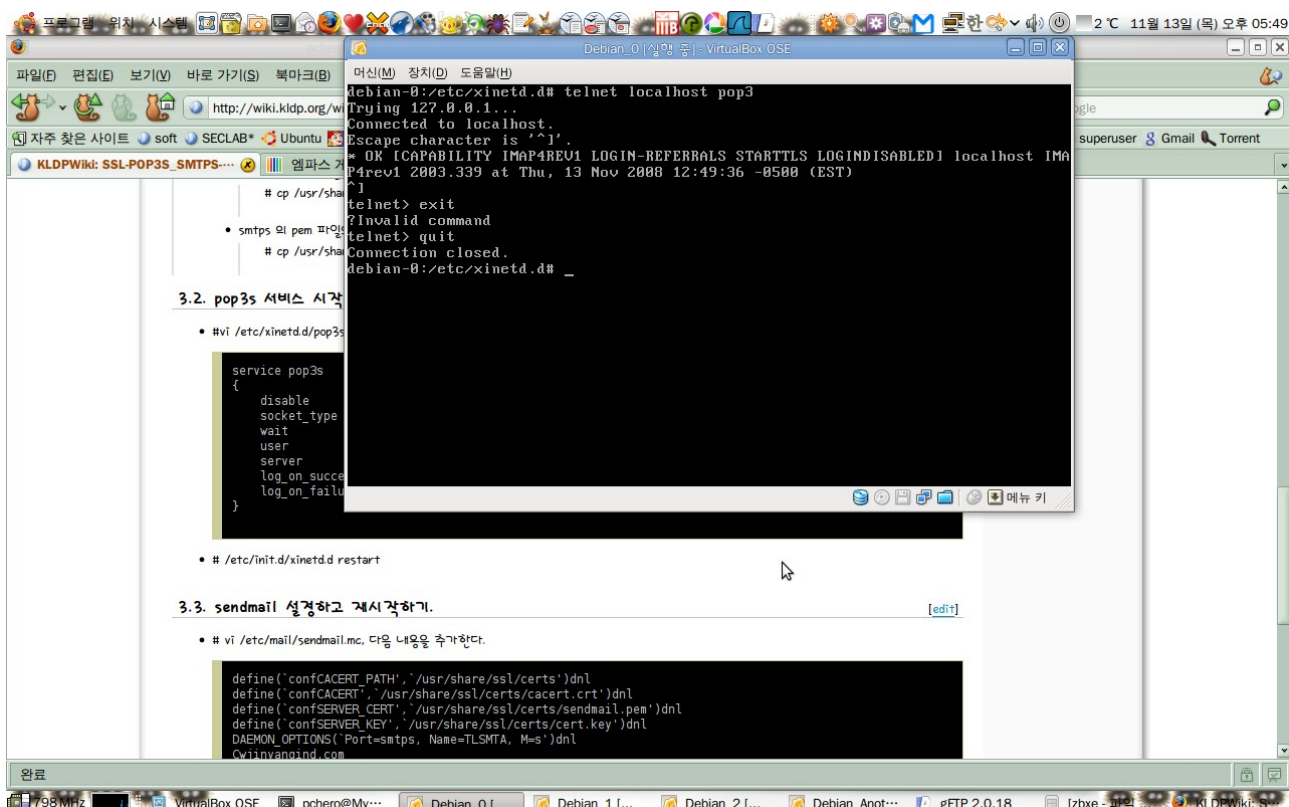 프로그램 위치 시스템 한 2 ℃ 11월 13일 (목) 오후 05:49
Debian_0 [실행 중] - VirtualBox OSE
파일(F) 편집(E) 보기(V) 바로 가기(S) 북마크(B)
머신(M) 장치(D) 도움말(H)
http://wiki.kldp.org/wi
자주 찾은 사이트 soft SECLAB* Ubuntu superuser Gmail Torrent
KLDPWiki: SSL-POP3S_SMTPS-··· 엠파스
debian-0:/etc/xinetd.d# telnet localhost pop3
Trying 127.0.0.1...
Connected to localhost.
Escape character is '^]'.
* OK [CAPABILITY IMAP4REV1 LOGIN-REFERRALS STARTTLS LOGINDISABLED] localhost IMA
P4rev1 2003.339 at Thu, 13 Nov 2008 12:49:36 -0500 (EST)
^]
telnet> exit
?Invalid command
telnet> quit
Connection closed.
debian-0:/etc/xinetd.d# _
메뉴 키
# cp /usr/sha
smtps 의 pem 파일
# cp /usr/sha
3.2. pop3s 서비스 시작
#vi /etc/xinetd.d/pop3s
service pop3s
{
disable
socket_type
wait
user
server
log_on_succe
log_on_failu
}
# /etc/init.d/xinetd.d restart
3.3. sendmail 설경하고 재시작하기. [edit]
# vi /etc/mail/sendmail.mc, 다음 내용을 추가한다.
define(`confCACERT_PATH',`/usr/share/ssl/certs')dnl
define(`confCACERT',`/usr/share/ssl/certs/cacert.crt')dnl
define(`confSERVER_CERT',`/usr/share/ssl/certs/sendmail.pem')dnl
define(`confSERVER_KEY',`/usr/share/ssl/certs/cert.key')dnl
DAEMON_OPTIONS(`Port=smtps, Name=TLSMTA, M=s')dnl
Cwjinyangind.com
완료
798 MHz VirtualBox OSE pchero@My··· Debian_0 [ Debian_1 [... Debian_2 [... Debian_Anot··· gFTP 2.0.18 [zbxe - 파일 KLDPWiki: S···